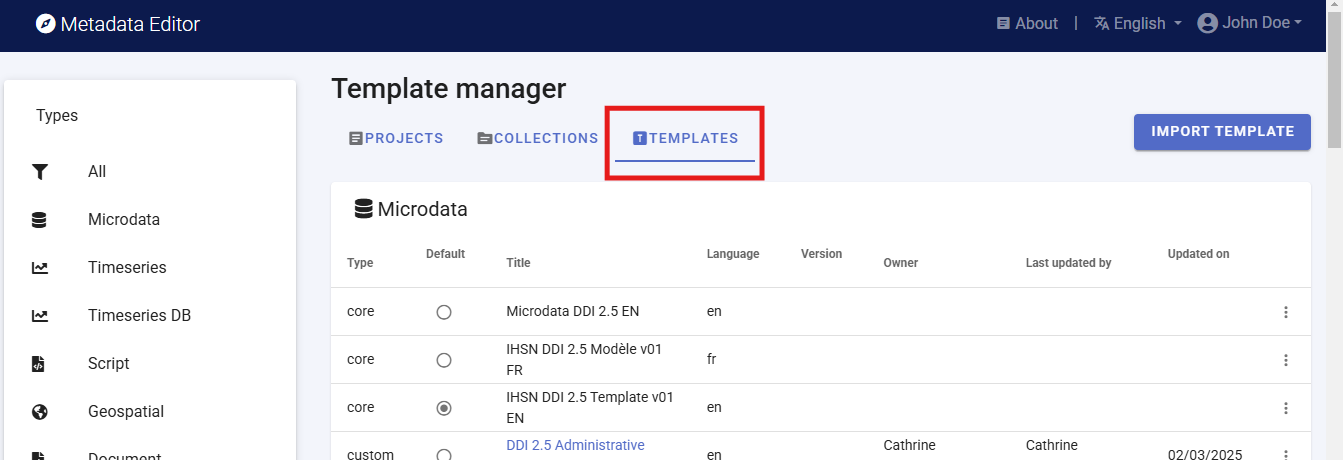 Metadata Editor
About | English John Doe
Types
All
Microdata
Timeseries
Timeseries DB
Script
Geospatial
Document
Template manager
PROJECTS COLLECTIONS TEMPLATES
IMPORT TEMPLATE
Microdata
Type Default Title Language Version Owner Last updated by Updated on
core Microdata DDI 2.5 EN en
core IHSN DDI 2.5 Modèle v01 fr
FR
core IHSN DDI 2.5 Template v01 en
EN
custom DDI 2.5 Administrative en Cathrine Cathrine 02/03/2025